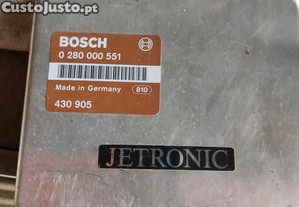 CustoJusto.pt
BOSCH
0 280 000 551
Made in Germany 810
430 905
JETRONIC